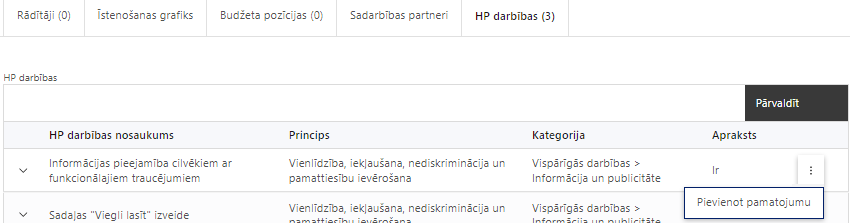 Rādītāji (0) Īstenošanas grafiks Budžeta pozīcijas (0) Sadarbības partneri HP darbības (3)
HP darbības
Pārvaldīt
HP darbības nosaukums Princips Kategorija Apraksts
Informācijas pieejamība cilvēkiem ar Vienlīdzība, iekļaušana, nediskriminācija un Vispārīgās darbības >
funkcionālajiem traucējumiem pamattiesību ievērošana Informācija un publicitāte Ir
Pievienot pamatojumu
Sadaļas "Viegli lasīt" izveide Vienlīdzība, iekļaušana, nediskriminācija un Vispārīgās darbības >
pamattiesību ievērošana Informācija un publicitāte